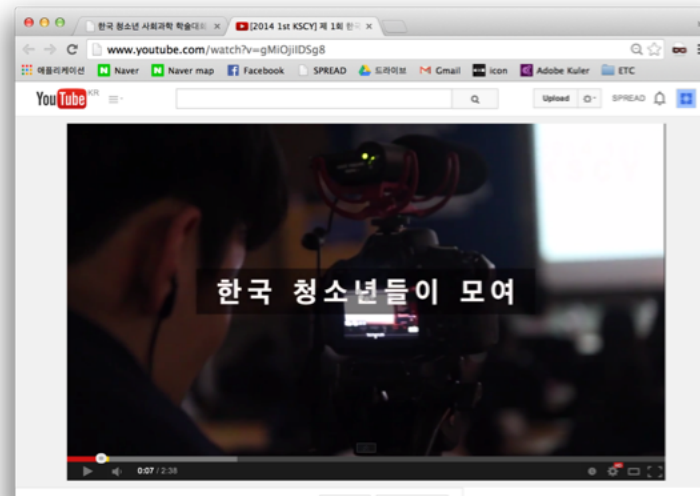 한국 청소년 사회과학 학술대회
[2014 1st KSCY] 제 1회 한국
www.youtube.com/watch?v=gMiOjilDSg8
애플리케이션 Naver Naver map Facebook SPREAD 드라이브 Gmail icon Adobe Kuler ETC
YouTube KR Upload SPREAD
한국 청소년들이 모여
0:07 / 2:38